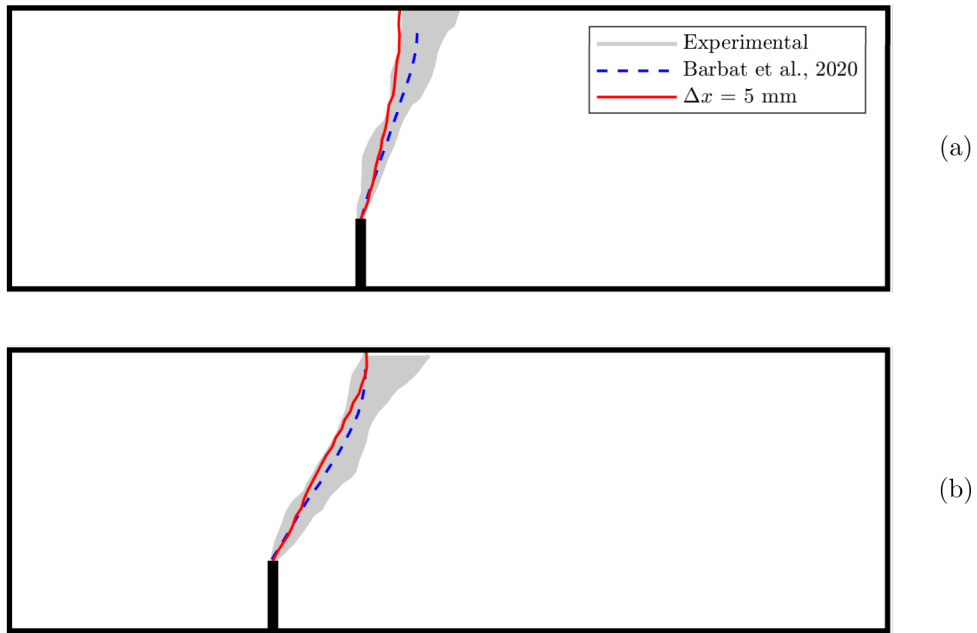 Experimental
Barbat et al., 2020
Δx = 5 mm
(a)
(b)